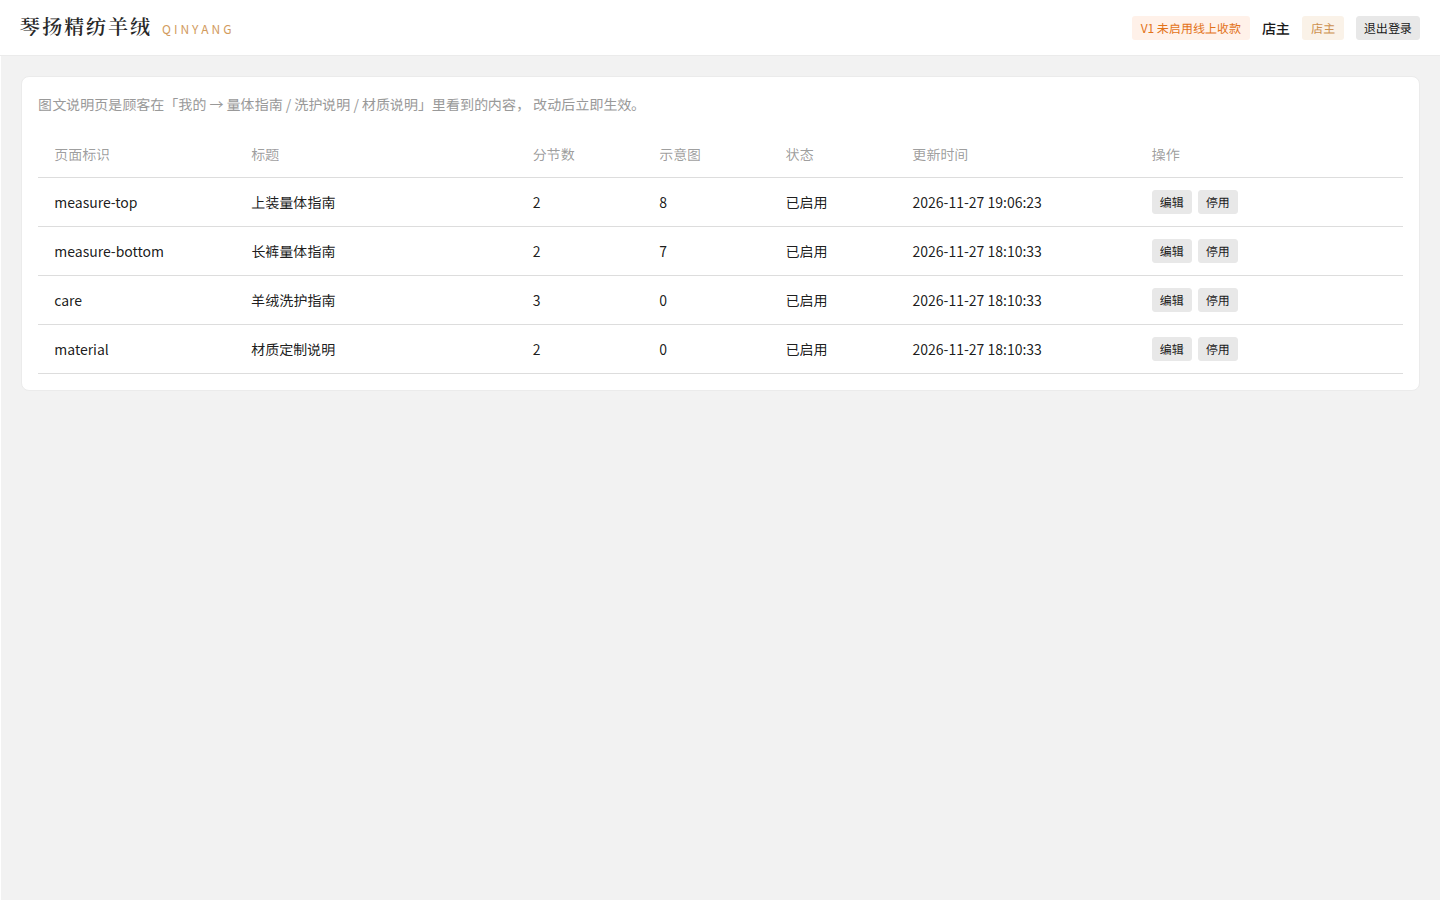 琴扬精纺羊绒 QINYANG V1 未启用线上收款 店主 店主 退出登录
图文说明页是顾客在「我的 → 量体指南 / 洗护说明 / 材质说明」里看到的内容， 改动后立即生效。
页面标识 标题 分节数 示意图 状态 更新时间 操作
measure-top 上装量体指南 2 8 已启用 2026-11-27 19:06:23 编辑 停用
measure-bottom 长裤量体指南 2 7 已启用 2026-11-27 18:10:33 编辑 停用
care 羊绒洗护指南 3 0 已启用 2026-11-27 18:10:33 编辑 停用
material 材质定制说明 2 0 已启用 2026-11-27 18:10:33 编辑 停用